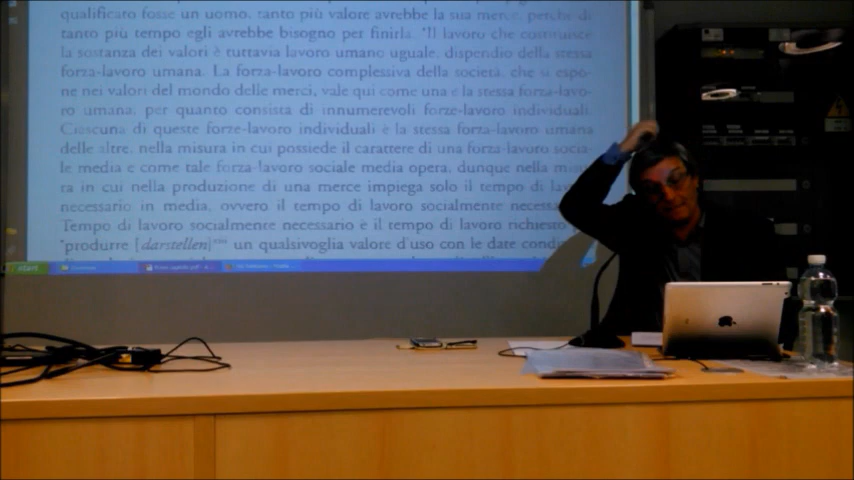 qualificato fosse un uomo, tanto più valore avrebbe la sua merce, perché di
tanto più tempo egli avrebbe bisogno per finirla. "Il lavoro che costituisce
la sostanza dei valori è tuttavia lavoro umano uguale, dispendio della stessa
forza-lavoro umana. La forza-lavoro complessiva della società, che si espo-
ne nei valori del mondo delle merci, vale qui come una e la stessa forza-lavo-
ro umana, per quanto consista di innumerevoli forze-lavoro individuali.
Ciascuna di queste forze-lavoro individuali è la stessa forza-lavoro umana
delle altre, nella misura in cui possiede il carattere di una forza-lavoro socia-
le media e come tale forza-lavoro sociale media opera, dunque nella misu
ra in cui nella produzione di una merce impiega solo il tempo di lav
necessario in media, ovvero il tempo di lavoro socialmente necess
Tempo di lavoro socialmente necessario è il tempo di lavoro richiesto
"produrre [darstellen] un qualsivoglia valore d'uso con le date condi
start